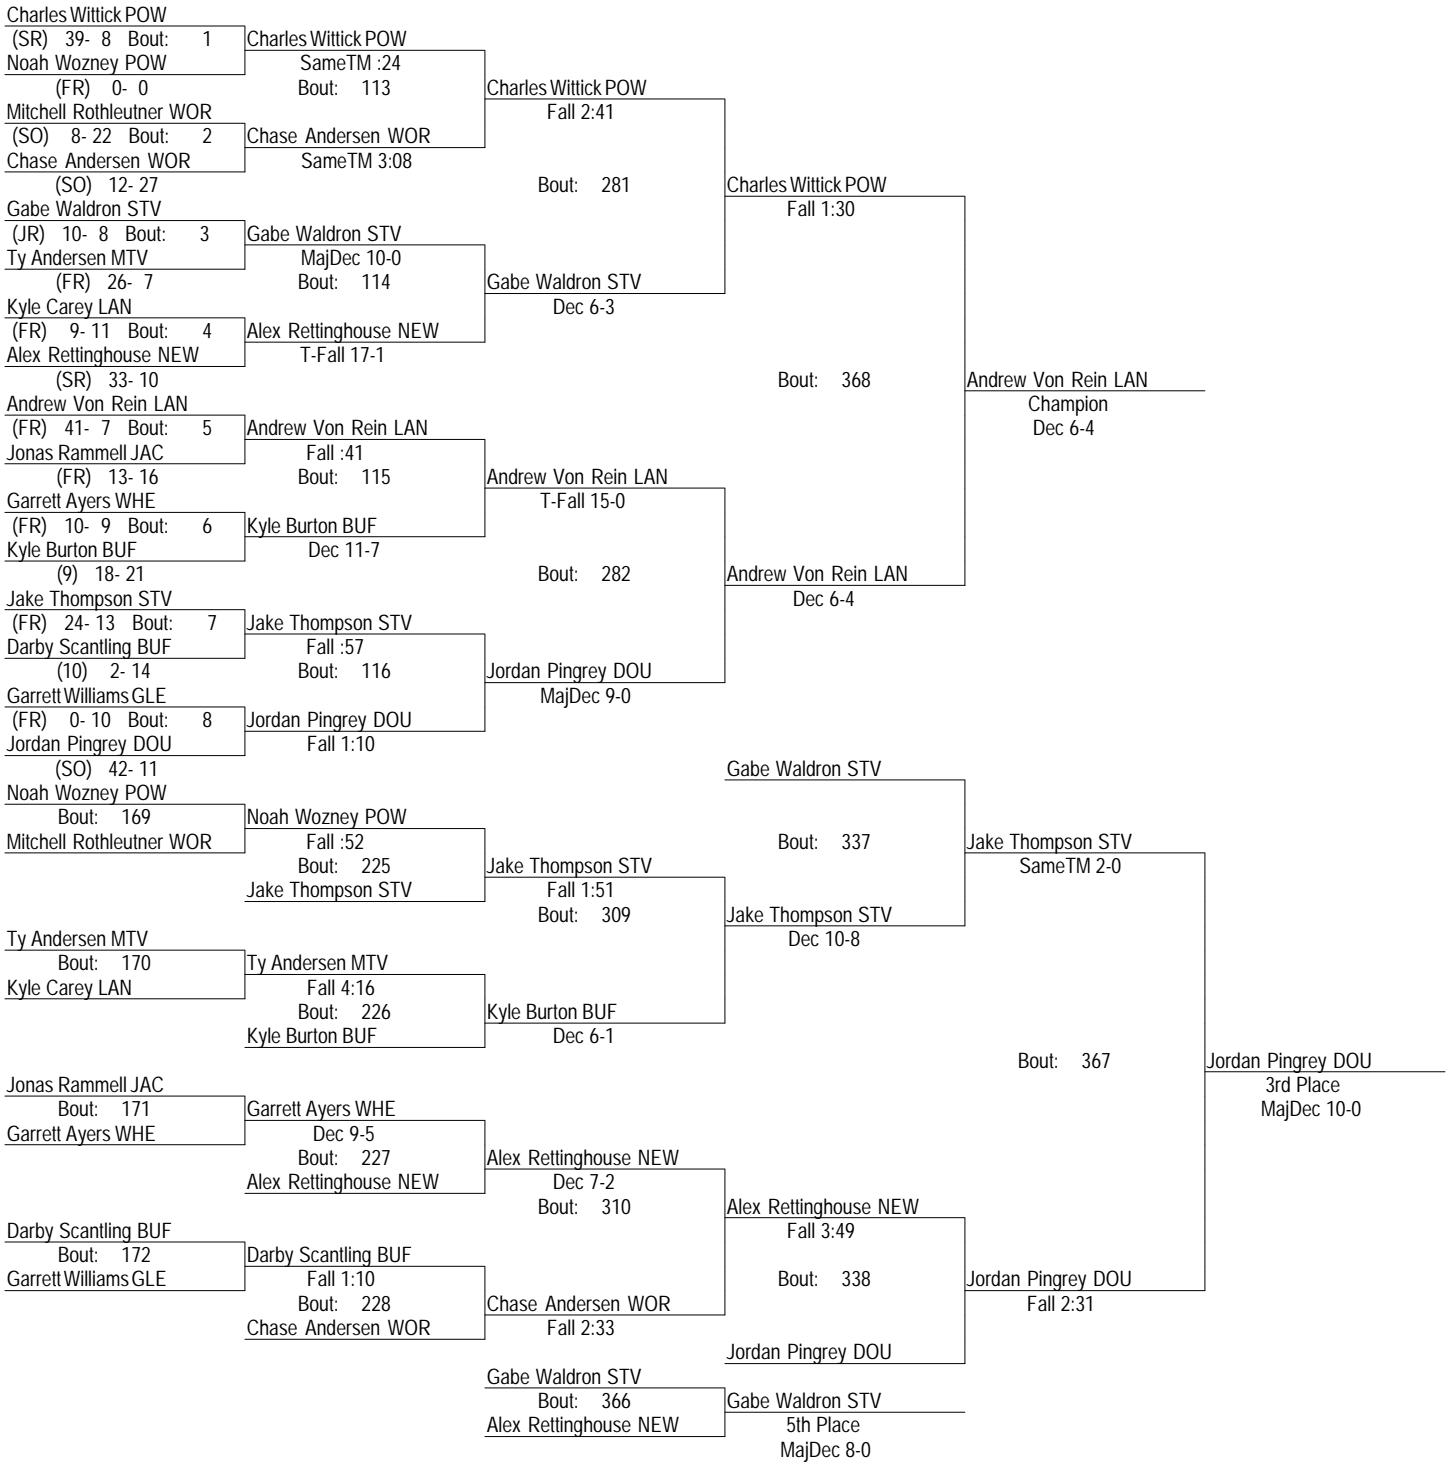 Charles Wittick POW
(SR) 39- 8 Bout: 1
Noah Wozney POW
(FR) 0- 0
Mitchell Rothleutner WOR
(SO) 8- 22 Bout: 2
Chase Andersen WOR
(SO) 12- 27
Gabe Waldron STV
(JR) 10- 8 Bout: 3
Ty Andersen MTV
(FR) 26- 7
Kyle Carey LAN
(FR) 9- 11 Bout: 4
Alex Rettinghouse NEW
(SR) 33- 10
Andrew Von Rein LAN
(FR) 41- 7 Bout: 5
Jonas Rammell JAC
(FR) 13- 16
Garrett Ayers WHE
(FR) 10- 9 Bout: 6
Kyle Burton BUF
(9) 18- 21
Jake Thompson STV
(FR) 24- 13 Bout: 7
Darby Scantling BUF
(10) 2- 14
Garrett Williams GLE
(FR) 0- 10 Bout: 8
Jordan Pingrey DOU
(SO) 42- 11
Charles Wittick POW
SameTM :24
Bout: 113
Chase Andersen WOR
SameTM 3:08
Gabe Waldron STV
MajDec 10-0
Bout: 114
Alex Rettinghouse NEW
T-Fall 17-1
Andrew Von Rein LAN
Fall :41
Bout: 115
Kyle Burton BUF
Dec 11-7
Jake Thompson STV
Fall :57
Bout: 116
Jordan Pingrey DOU
Fall 1:10
Charles Wittick POW
Fall 2:41
Bout: 281
Gabe Waldron STV
Dec 6-3
Andrew Von Rein LAN
T-Fall 15-0
Bout: 282
Jordan Pingrey DOU
MajDec 9-0
Charles Wittick POW
Fall 1:30
Bout: 368
Andrew Von Rein LAN
Dec 6-4
Andrew Von Rein LAN
Champion
Dec 6-4
Noah Wozney POW
Bout: 169
Mitchell Rothleutner WOR
Ty Andersen MTV
Bout: 170
Kyle Carey LAN
Jonas Rammell JAC
Bout: 171
Garrett Ayers WHE
Darby Scantling BUF
Bout: 172
Garrett Williams GLE
Noah Wozney POW
Fall :52
Bout: 225
Jake Thompson STV
Ty Andersen MTV
Fall 4:16
Bout: 226
Kyle Burton BUF
Garrett Ayers WHE
Dec 9-5
Bout: 227
Alex Rettinghouse NEW
Darby Scantling BUF
Fall 1:10
Bout: 228
Chase Andersen WOR
Jake Thompson STV
Fall 1:51
Bout: 309
Kyle Burton BUF
Dec 6-1
Alex Rettinghouse NEW
Dec 7-2
Bout: 310
Chase Andersen WOR
Fall 2:33
Gabe Waldron STV
Bout: 337
Jake Thompson STV
Dec 10-8
Alex Rettinghouse NEW
Fall 3:49
Bout: 338
Jordan Pingrey DOU
Jake Thompson STV
SameTM 2-0
Bout: 367
Jordan Pingrey DOU
Fall 2:31
Jordan Pingrey DOU
3rd Place
MajDec 10-0
Gabe Waldron STV
Bout: 366
Alex Rettinghouse NEW
Gabe Waldron STV
5th Place
MajDec 8-0